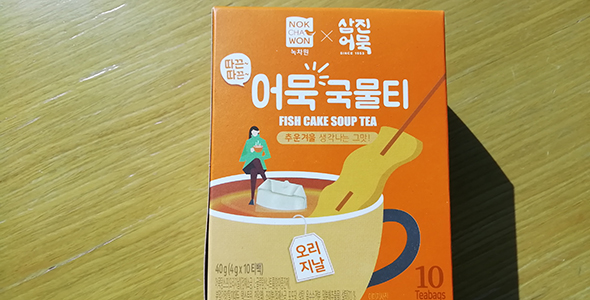 NOK
CHA
WON
녹차원
×
삼진
어묵
SINCE 1953
따끈~
따끈~
어묵 국물티
FISH CAKE SOUP TEA
추운겨울 생각나는 그맛!
오리
지날
40g (4g x 10 티백)
10
Teabags